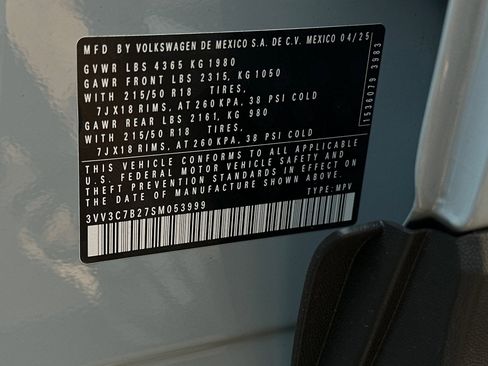 MFD BY VOLKSWAGEN DE MEXICO S.A. DE C.V. MEXICO 04/25
GVWR LBS 4365 KG 1980
GAWR FRONT LBS 2315, KG 1050
WITH 215/50 R18 TIRES,
7JX18 RIMS, AT 260 KPA, 38 PSI COLD
GAWR REAR LBS 2161, KG 980
WITH 215/50 R18 TIRES,
7JX18 RIMS, AT 260 KPA, 38 PSI COLD
THIS VEHICLE CONFORMS TO ALL APPLICABLE
U.S. FEDERAL MOTOR VEHICLE SAFETY AND
THEFT PREVENTION STANDARDS IN EFFECT ON
THE DATE OF MANUFACTURE SHOWN ABOVE.
3VV3C7B27SM053999 TYPE: MPV
1536079 3983